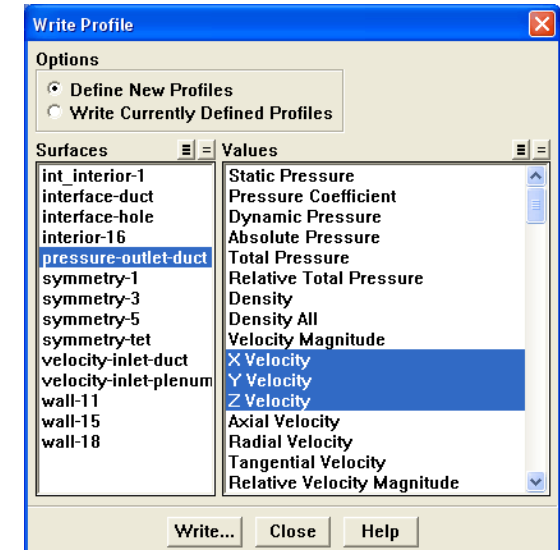 Write Profile
Options
Define New Profiles
Write Currently Defined Profiles
Surfaces
int_interior-1
interface-duct
interface-hole
interior-16
pressure-outlet-duct
symmetry-1
symmetry-3
symmetry-5
symmetry-tet
velocity-inlet-duct
velocity-inlet-plenum
wall-11
wall-15
wall-18
Values
Static Pressure
Pressure Coefficient
Dynamic Pressure
Absolute Pressure
Total Pressure
Relative Total Pressure
Density
Density All
Velocity Magnitude
X Velocity
Y Velocity
Z Velocity
Axial Velocity
Radial Velocity
Tangential Velocity
Relative Velocity Magnitude
Write... Close Help